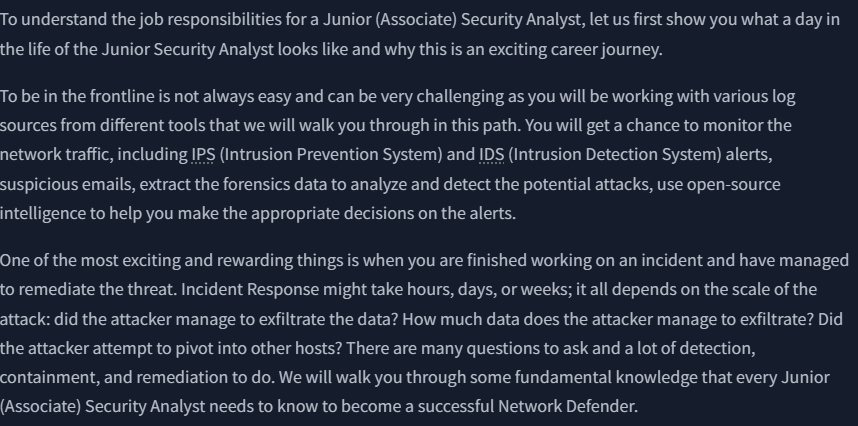 To understand the job responsibilities for a Junior (Associate) Security Analyst, let us first show you what a day in
the life of the Junior Security Analyst looks like and why this is an exciting career journey.
To be in the frontline is not always easy and can be very challenging as you will be working with various log
sources from different tools that we will walk you through in this path. You will get a chance to monitor the
network traffic, including IPS (Intrusion Prevention System) and IDS (Intrusion Detection System) alerts,
suspicious emails, extract the forensics data to analyze and detect the potential attacks, use open-source
intelligence to help you make the appropriate decisions on the alerts.
One of the most exciting and rewarding things is when you are finished working on an incident and have managed
to remediate the threat. Incident Response might take hours, days, or weeks; it all depends on the scale of the
attack: did the attacker manage to exfiltrate the data? How much data does the attacker manage to exfiltrate? Did
the attacker attempt to pivot into other hosts? There are many questions to ask and a lot of detection,
containment, and remediation to do. We will walk you through some fundamental knowledge that every Junior
(Associate) Security Analyst needs to know to become a successful Network Defender.